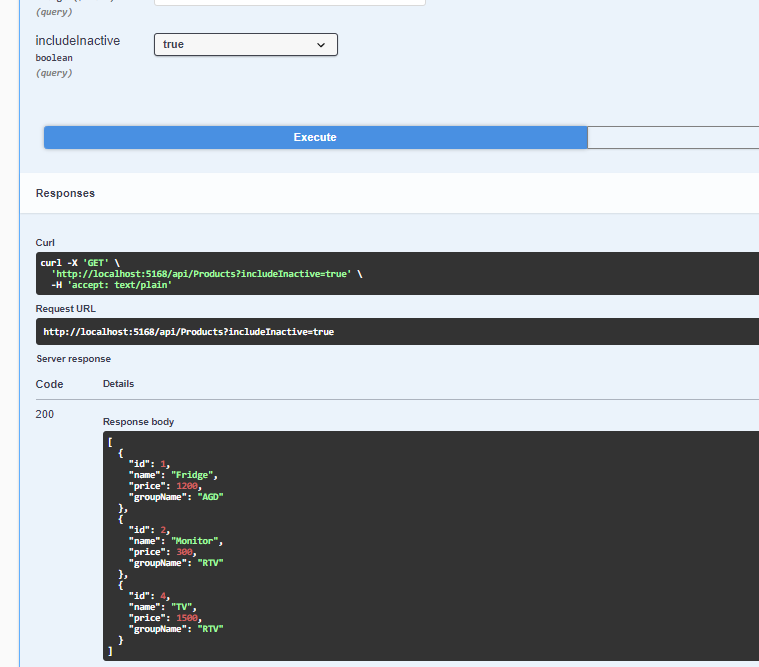 (query)
includeInactive
boolean
(query)
true
Execute
Responses
Curl
curl -X 'GET' \
'http://localhost:5168/api/Products?includeInactive=true' \
-H 'accept: text/plain'
Request URL
http://localhost:5168/api/Products?includeInactive=true
Server response
Code Details
200
Response body
[
{
"id": 1,
"name": "Fridge",
"price": 1200,
"groupName": "AGD"
},
{
"id": 2,
"name": "Monitor",
"price": 300,
"groupName": "RTV"
},
{
"id": 4,
"name": "TV",
"price": 1500,
"groupName": "RTV"
}
]